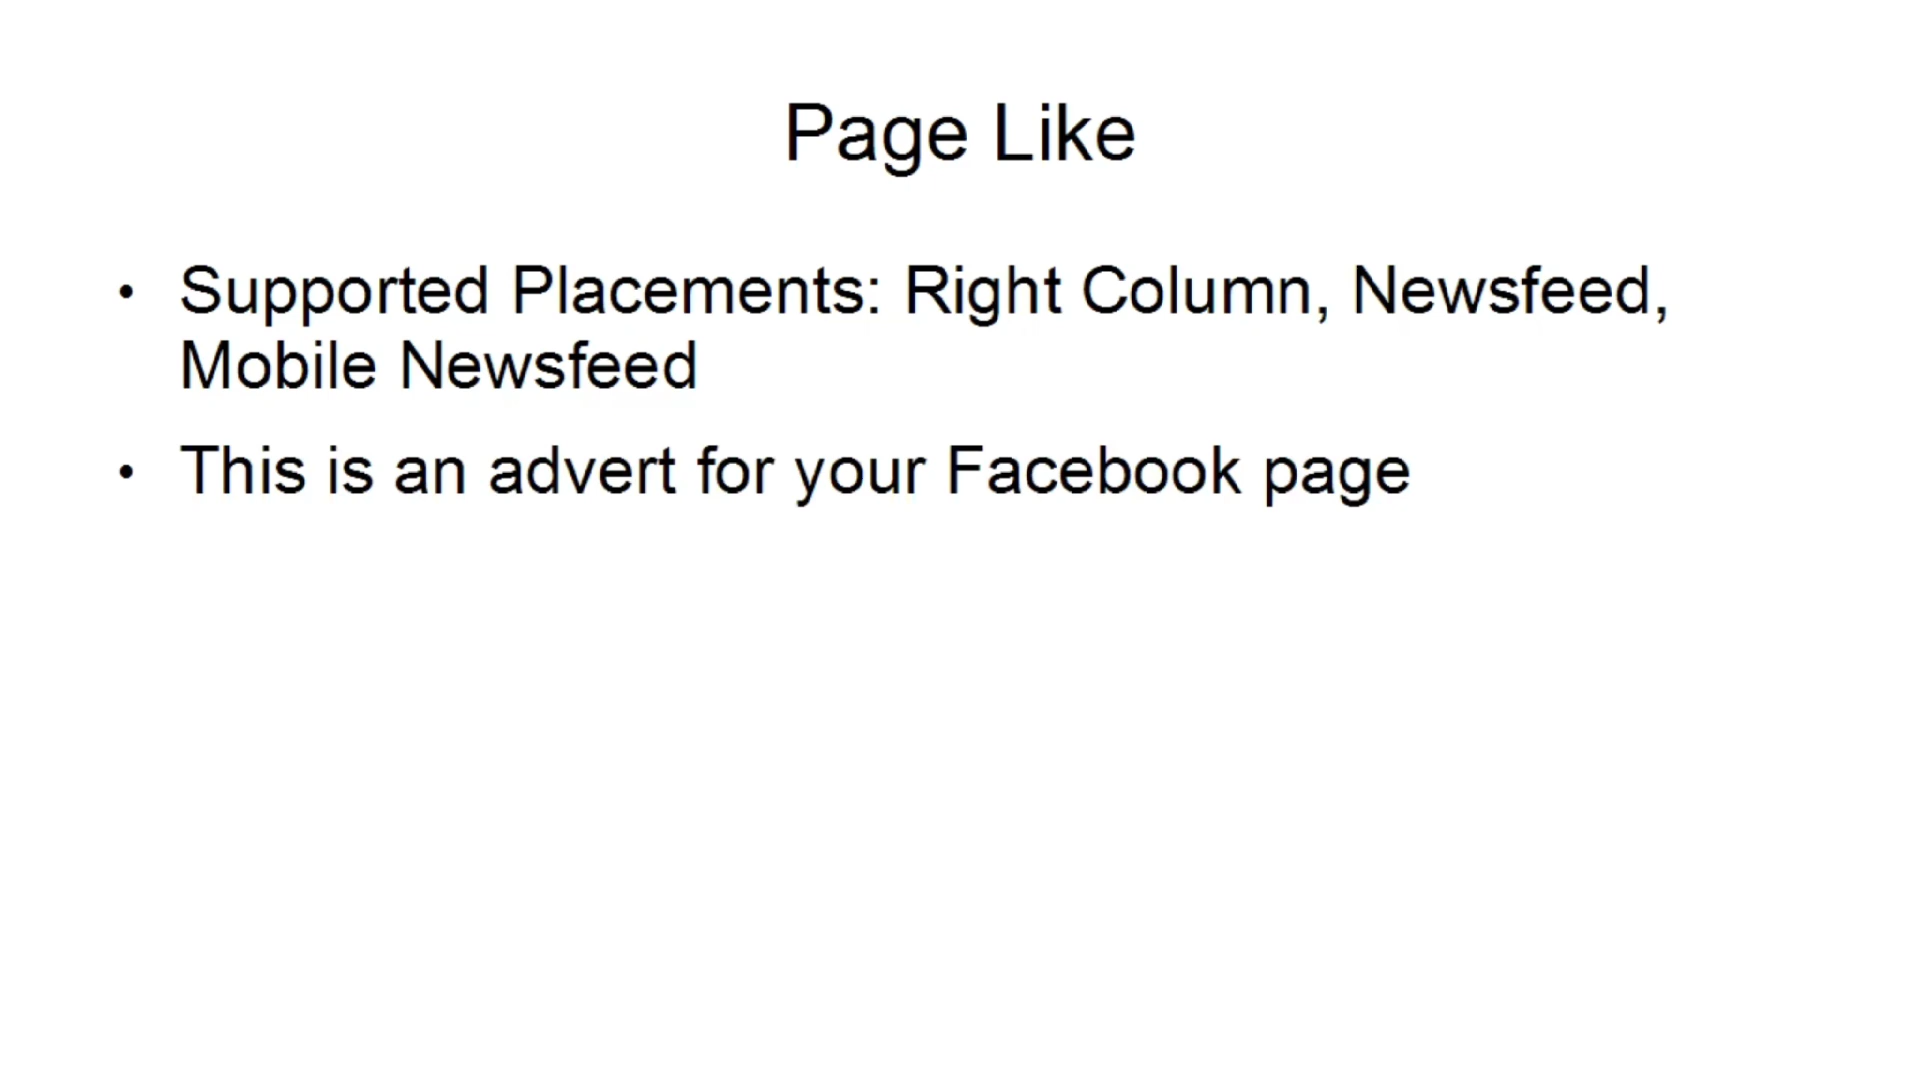 Page Like
• Supported Placements: Right Column, Newsfeed,
Mobile Newsfeed
• This is an advert for your Facebook page